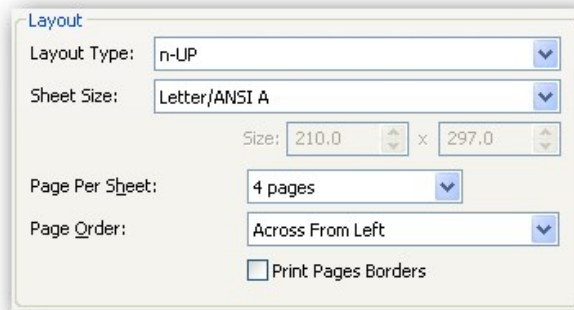 Layout
Layout Type: n-UP
Sheet Size: Letter/ANSI A
Size: 210.0 x 297.0
Page Per Sheet: 4 pages
Page Order: Across From Left
Print Pages Borders